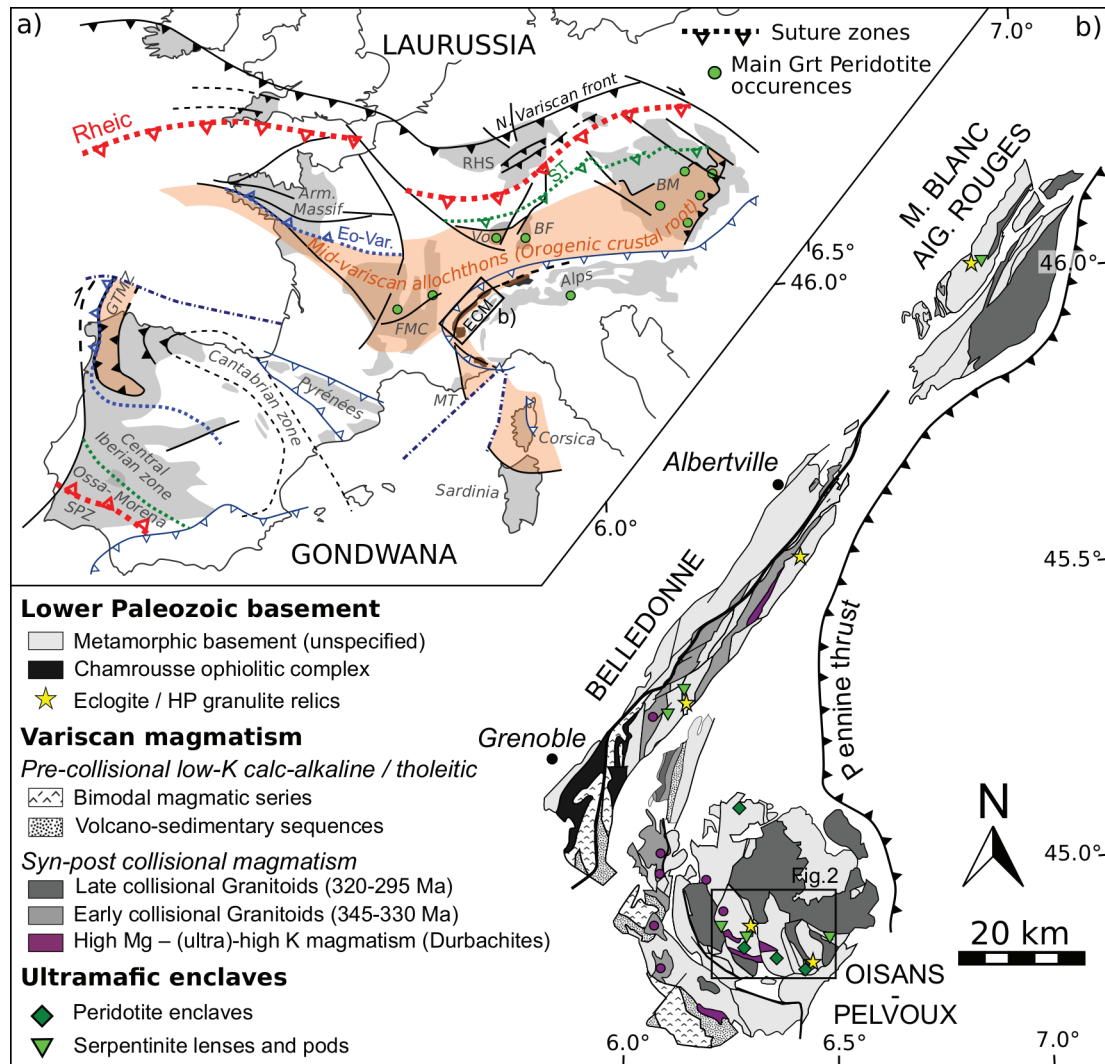 a)
LAURUSSIA
Suture zones
Main Grt Peridotite
occurences
7.0°
b)
Rheic
N. Variscan front
RHS
ST
BM
Arm.
Massif
Eo-Var.
Vo
BF
Mid-variscan allochthons (Orogenic crustal root)
Alps
ECM
b)
FMC
GTMZ
Cantabrian zone
Pyrénées
MT
Corsica
Central
Iberian zone
Ossa-Morena
SPZ
Sardinia
GONDWANA
6.5°
46.0°
6.0°
M. BLANC
AIG. ROUGES
46.0°
Albertville
45.5°
BELLEDONNE
Pennine thrust
Grenoble
N
45.0°
Fig.2
20 km
OISANS
-
PELVOUX
6.0°
6.5°
7.0°
Lower Paleozoic basement
Metamorphic basement (unspecified)
Chamrousse ophiolitic complex
Eclogite / HP granulite relics
Variscan magmatism
Pre-collisional low-K calc-alkaline / tholeitic
Bimodal magmatic series
Volcano-sedimentary sequences
Syn-post collisional magmatism
Late collisional Granitoids (320-295 Ma)
Early collisional Granitoids (345-330 Ma)
High Mg – (ultra)-high K magmatism (Durbachites)
Ultramafic enclaves
Peridotite enclaves
Serpentinite lenses and pods